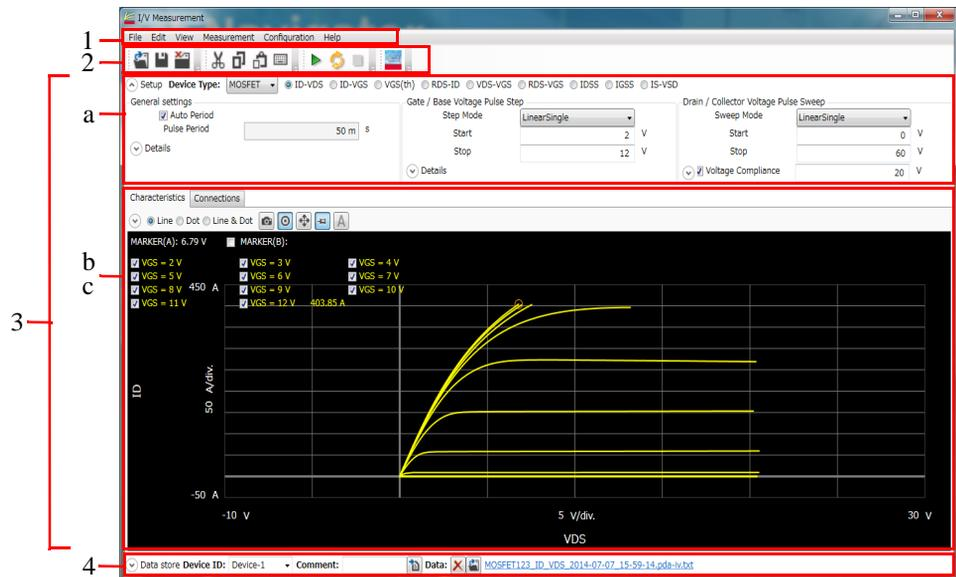 I/V Measurement
1
File Edit View Measurement Configuration Help
2
3
a
Setup Device Type: MOSFET ID-VDS ID-VGS VGS(th) RDS-ID VDS-VGS RDS-VGS IDSS IGSS IS-VSD
General settings
Auto Period
Pulse Period 50 m s
Details
Gate / Base Voltage Pulse Step
Step Mode LinearSingle
Start 2 V
Stop 12 V
Details
Drain / Collector Voltage Pulse Sweep
Sweep Mode LinearSingle
Start 0 V
Stop 60 V
Voltage Compliance 20 V
b
c
Characteristics Connections
Line Dot Line & Dot A
MARKER(A): 6.79 V MARKER(B):
VGS = 2 V VGS = 3 V VGS = 4 V
VGS = 5 V VGS = 6 V VGS = 7 V
VGS = 8 V VGS = 9 V VGS = 10 V
VGS = 11 V VGS = 12 V 403.85 A
450 A
ID
50 A/div.
-50 A
-10 V 5 V/div. 30 V
VDS
4
Data store Device ID: Device-1 Comment: Data: MOSFET123_ID_VDS_2014-07-07_15-59-14.pda-iv.txt